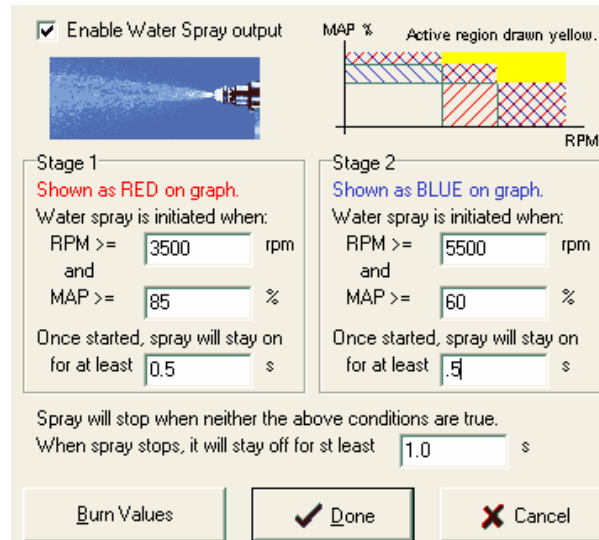 Enable Water Spray output
MAP %
Active region drawn yellow.
RPM
Stage 1
Shown as RED on graph.
Water spray is initiated when:
RPM >= 3500 rpm
and
MAP >= 85 %
Once started, spray will stay on
for at least 0.5 s
Stage 2
Shown as BLUE on graph.
Water spray is initiated when:
RPM >= 5500 rpm
and
MAP >= 60 %
Once started, spray will stay on
for at least .5 s
Spray will stop when neither the above conditions are true.
When spray stops, it will stay off for st least 1.0 s
Burn Values
Done
Cancel